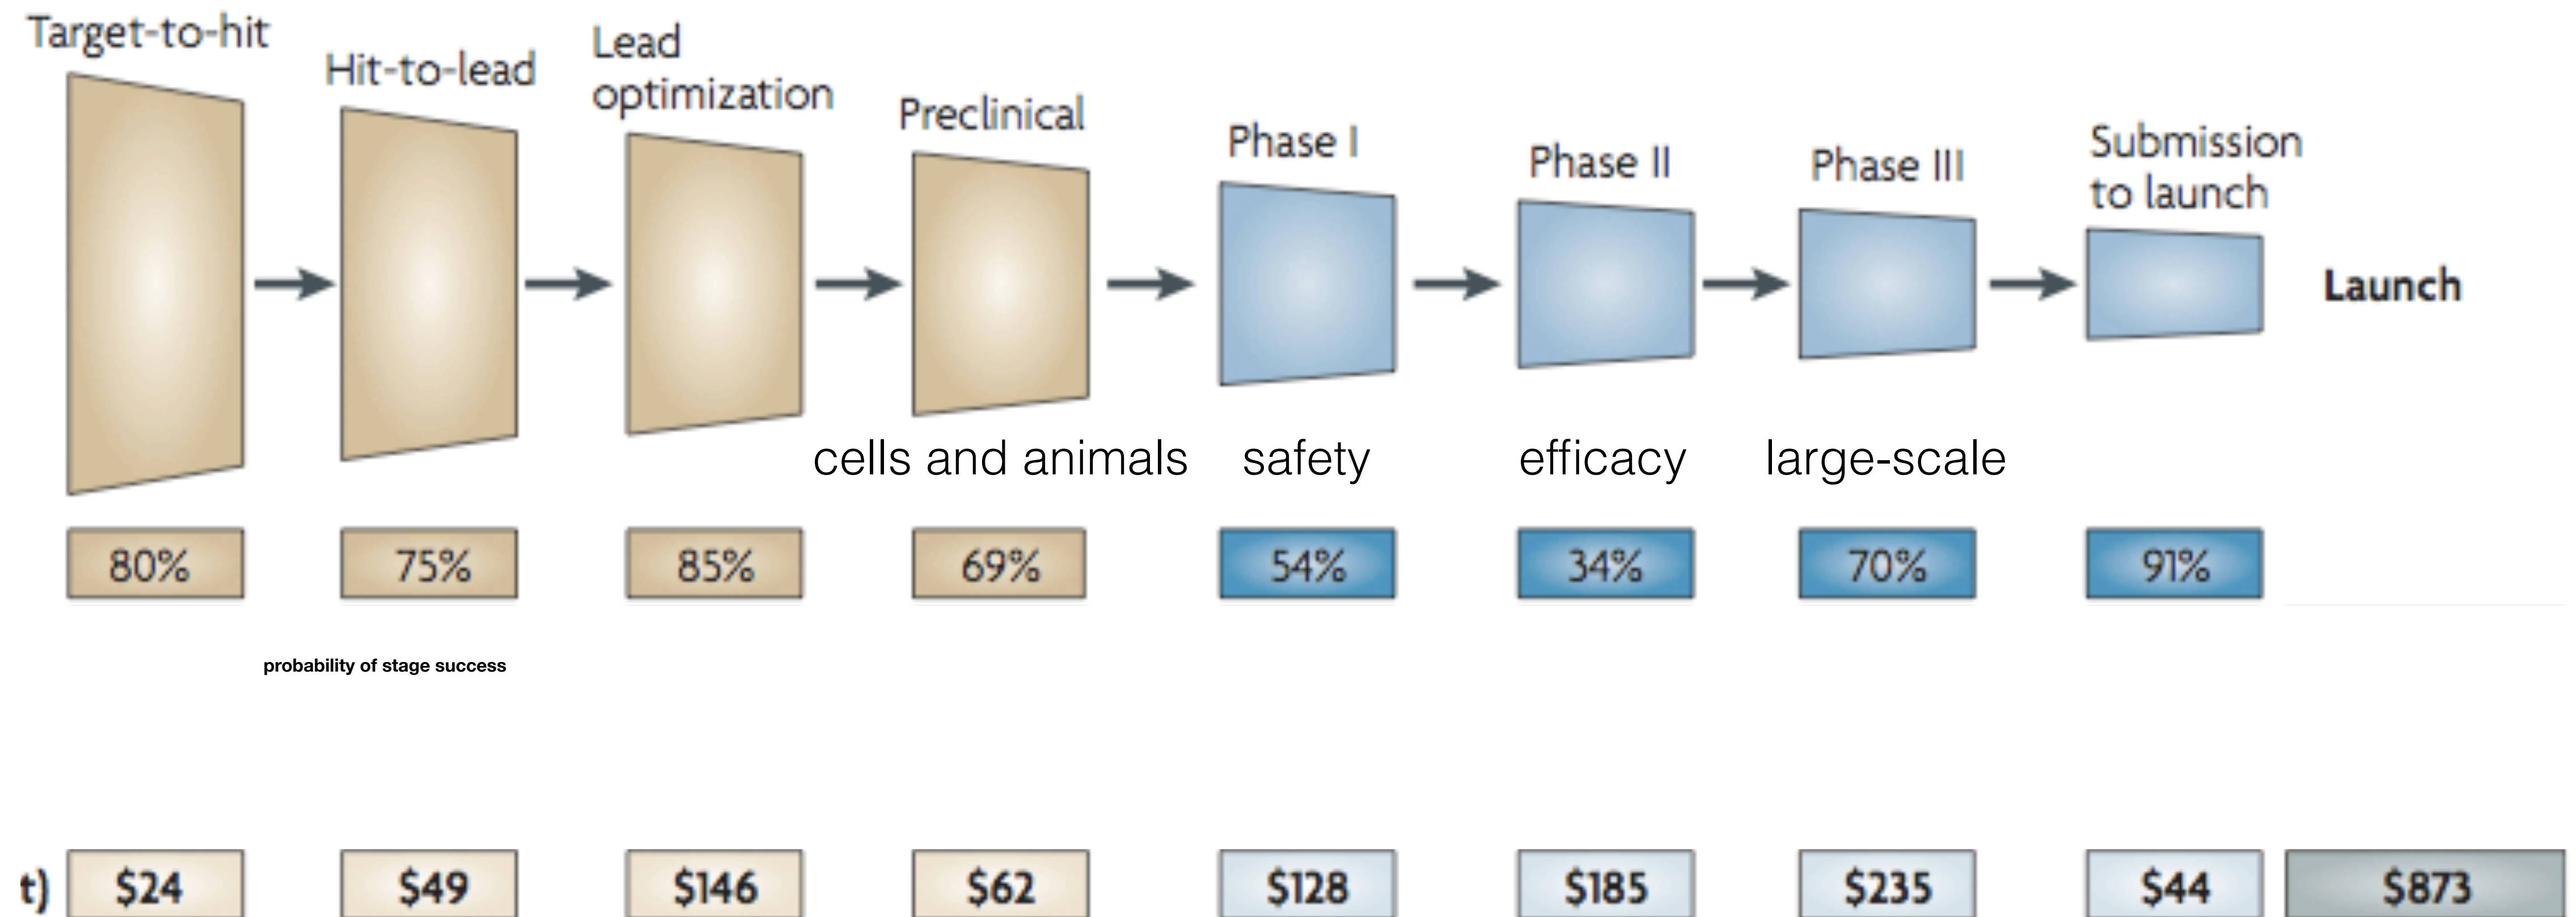 Target-to-hit
Hit-to-lead
Lead
optimization
Preclinical
Phase I
Phase II
Phase III
Submission
to launch
Launch
cells and animals
safety
efficacy
large-scale
80%
75%
85%
69%
54%
34%
70%
91%
probability of stage success
t)
$24
$49
$146
$62
$128
$185
$235
$44
$873